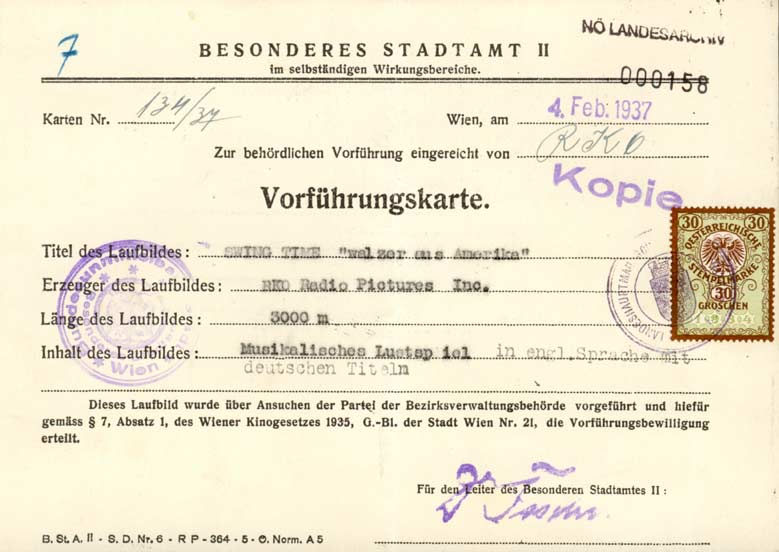 7
NÖ LANDESARCHIV
BESONDERES STADTAMT II
im selbständigen Wirkungsbereiche.
000158
Karten Nr. 134/37
Wien, am 4. Feb. 1937
Zur behördlichen Vorführung eingereicht von RKO
Kopie
Vorführungskarte.
Titel des Laufbildes: SWING TIME "walzer aus Amerika"
Erzeuger des Laufbildes: RKO Radio Pictures Inc.
Länge des Laufbildes: 3000 m
Inhalt des Laufbildes: Musikalisches Lustspiel in engl.Sprache mit
deutschen Titeln
30 30
OESTERREICHISCHE
STEMPELMARKE
30
GROSCHEN
Wien
Dieses Laufbild wurde über Ansuchen der Partei der Bezirksverwaltungsbehörde vorgeführt und hiefür
gemäss § 7, Absatz 1, des Wiener Kinogesetzes 1935, G.-Bl. der Stadt Wien Nr. 21, die Vorführungsbewilligung
erteilt.
Für den Leiter des Besonderen Stadtamtes II:
B. St. A. II - S. D. Nr. 6 - R P - 364 - 5 - Ö. Norm. A 5